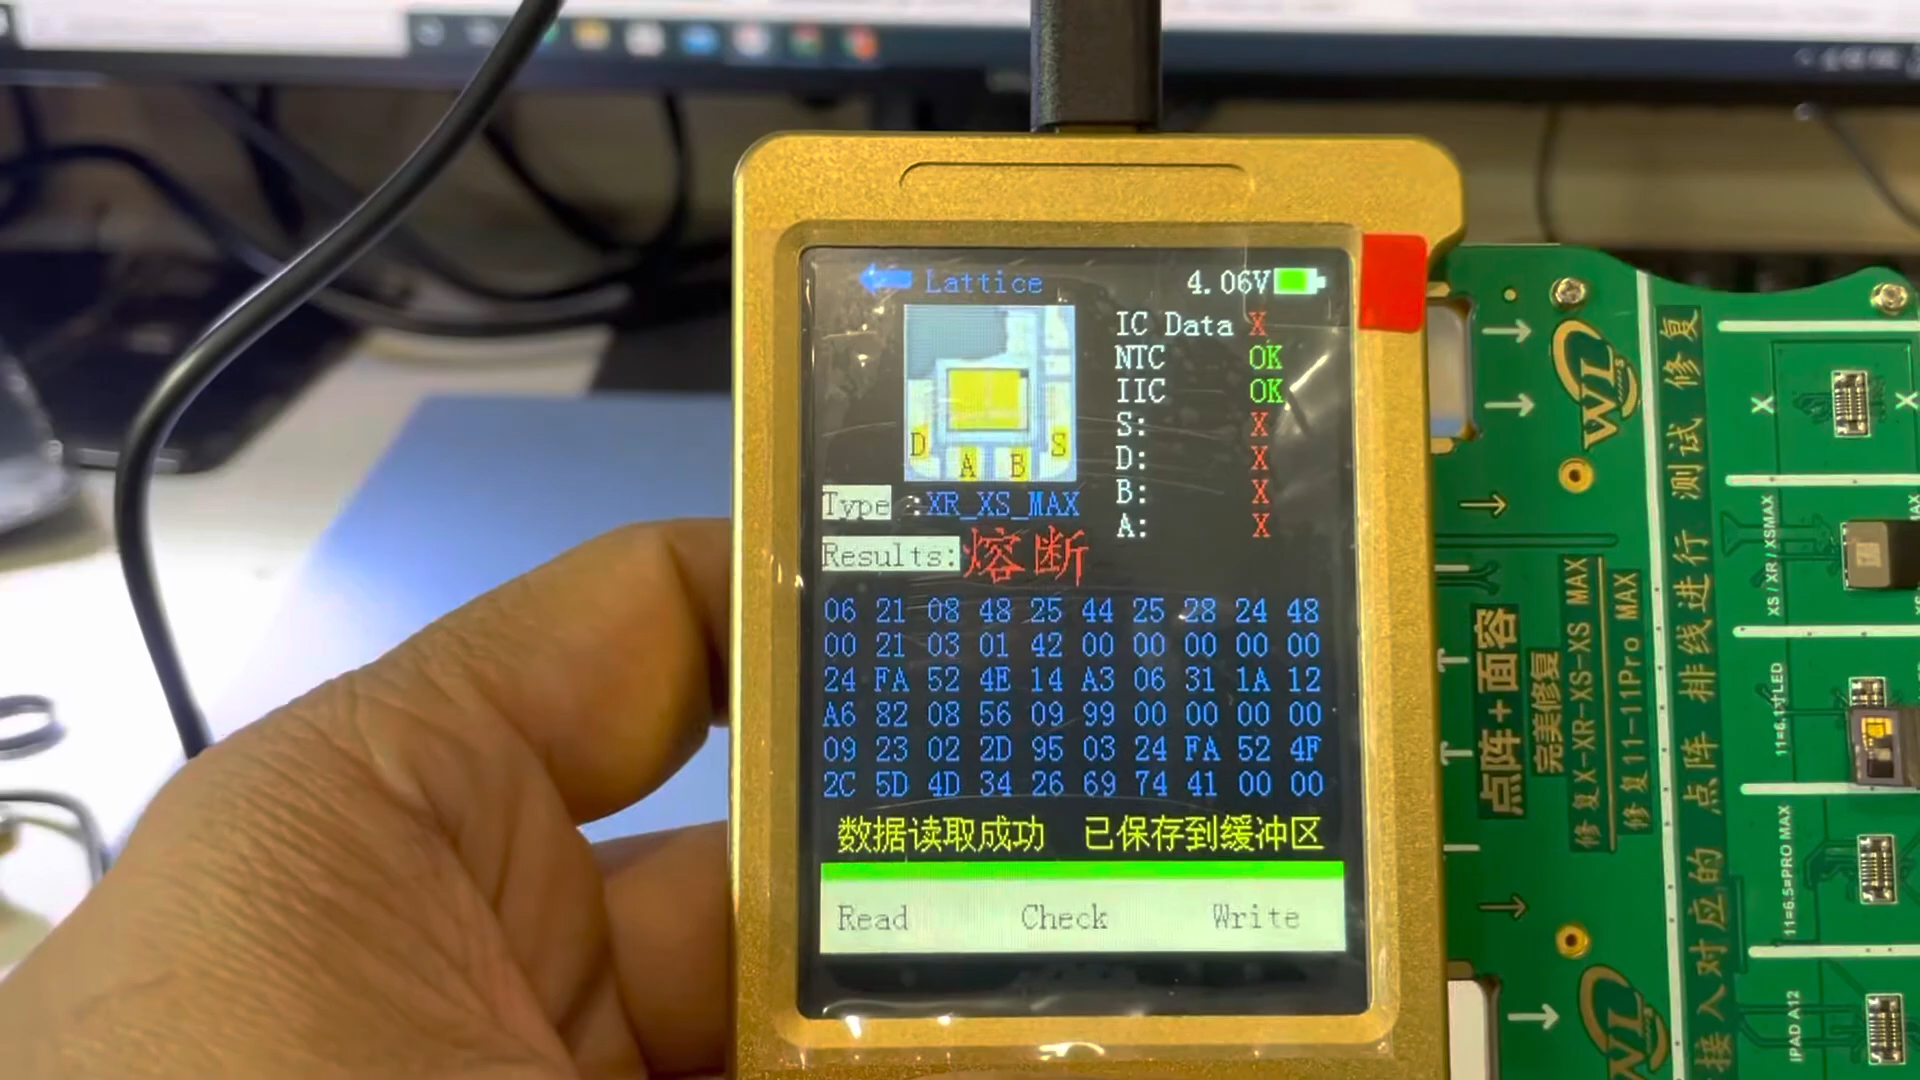 Lattice 4.06V
IC Data X
NTC OK
IIC OK
S: X
D: X
B: X
A: X
D A B S
Type :XR_XS_MAX
Results:熔断
06 21 08 48 25 44 25 28 24 48
00 21 03 01 42 00 00 00 00 00
24 FA 52 4E 14 A3 06 31 1A 12
A6 82 08 56 09 99 00 00 00 00
09 23 02 2D 95 03 24 FA 52 4F
2C 5D 4D 34 26 69 74 41 00 00
数据读取成功 已保存到缓冲区
Read Check Write
WL
点阵+面容
完美修复
修复X-XR-XS-XS MAX
修复11-11Pro MAX
接入对应的 点阵 排线进行 测试 修复
X
X
XS / XR / XSMAX
11=6.1寸LED
11=6.5=PRO MAX
IPAD A12
WL